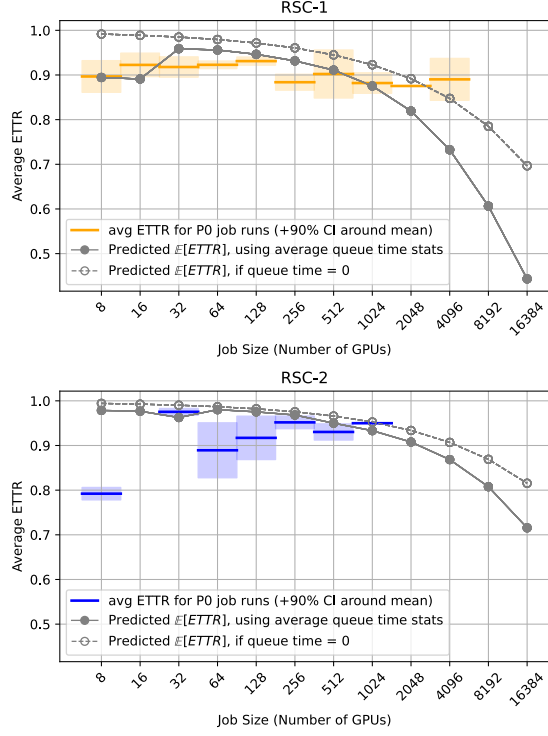 RSC-1
1.0
0.9
0.8
0.7
0.6
0.5
Average ETTR
avg ETTR for P0 job runs (+90% CI around mean)
Predicted 𝔼[ETTR], using average queue time stats
Predicted 𝔼[ETTR], if queue time = 0
8 16 32 64 128 256 512 1024 2048 4096 8192 16384
Job Size (Number of GPUs)
RSC-2
1.0
0.9
0.8
0.7
0.6
0.5
Average ETTR
avg ETTR for P0 job runs (+90% CI around mean)
Predicted 𝔼[ETTR], using average queue time stats
Predicted 𝔼[ETTR], if queue time = 0
8 16 32 64 128 256 512 1024 2048 4096 8192 16384
Job Size (Number of GPUs)